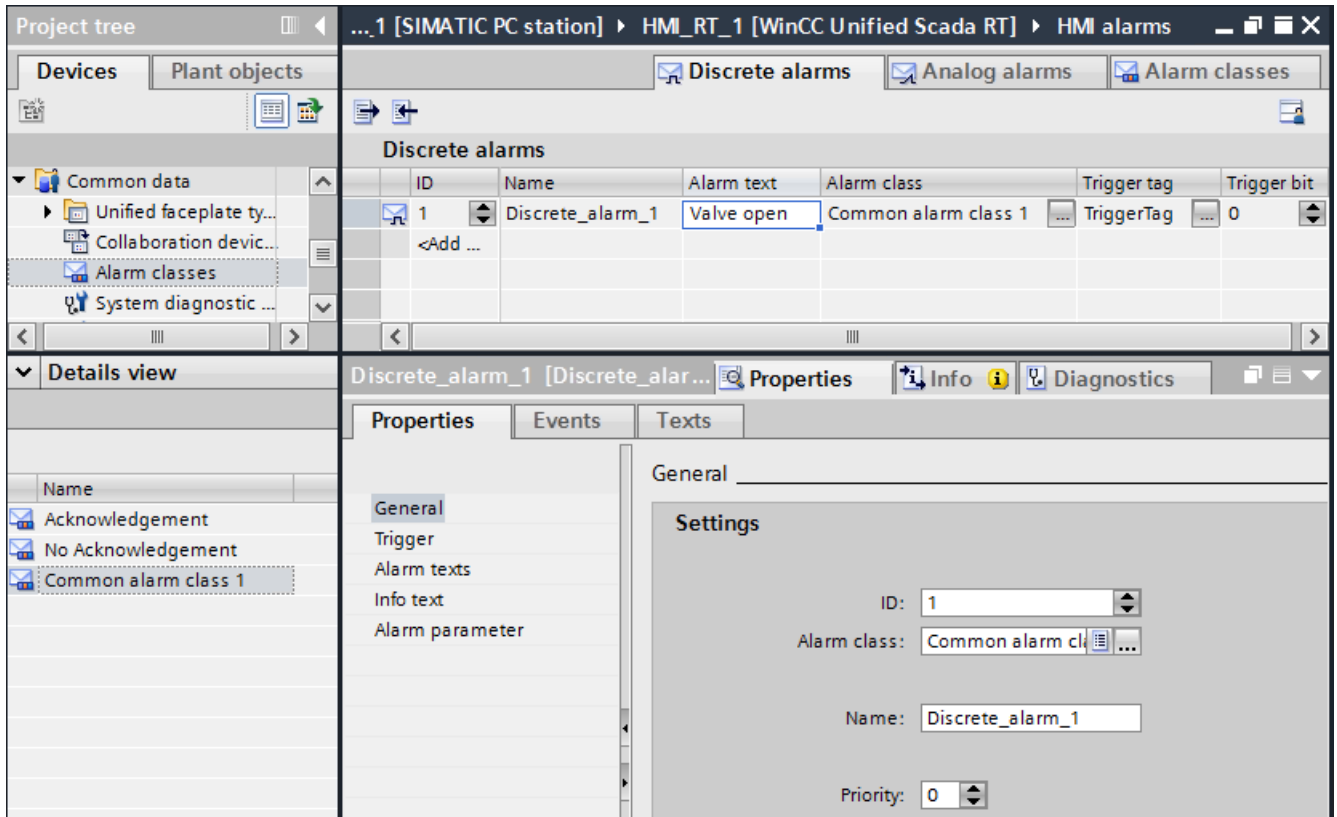 Project tree
..._1 [SIMATIC PC station] HMI_RT_1 [WinCC Unified Scada RT] HMI alarms
Devices Plant objects
Discrete alarms Analog alarms Alarm classes
Discrete alarms
Common data
Unified faceplate ty...
Collaboration devic...
Alarm classes
System diagnostic ...
ID Name Alarm text Alarm class Trigger tag Trigger bit
1 Discrete_alarm_1 Valve open Common alarm class 1 ... TriggerTag ... 0
<Add ...
Details view
Name
Acknowledgement
No Acknowledgement
Common alarm class 1
Discrete_alarm_1 [Discrete_alar... Properties Info Diagnostics
Properties Events Texts
General
Trigger
Alarm texts
Info text
Alarm parameter
General
Settings
ID: 1
Alarm class: Common alarm cla ...
Name: Discrete_alarm_1
Priority: 0